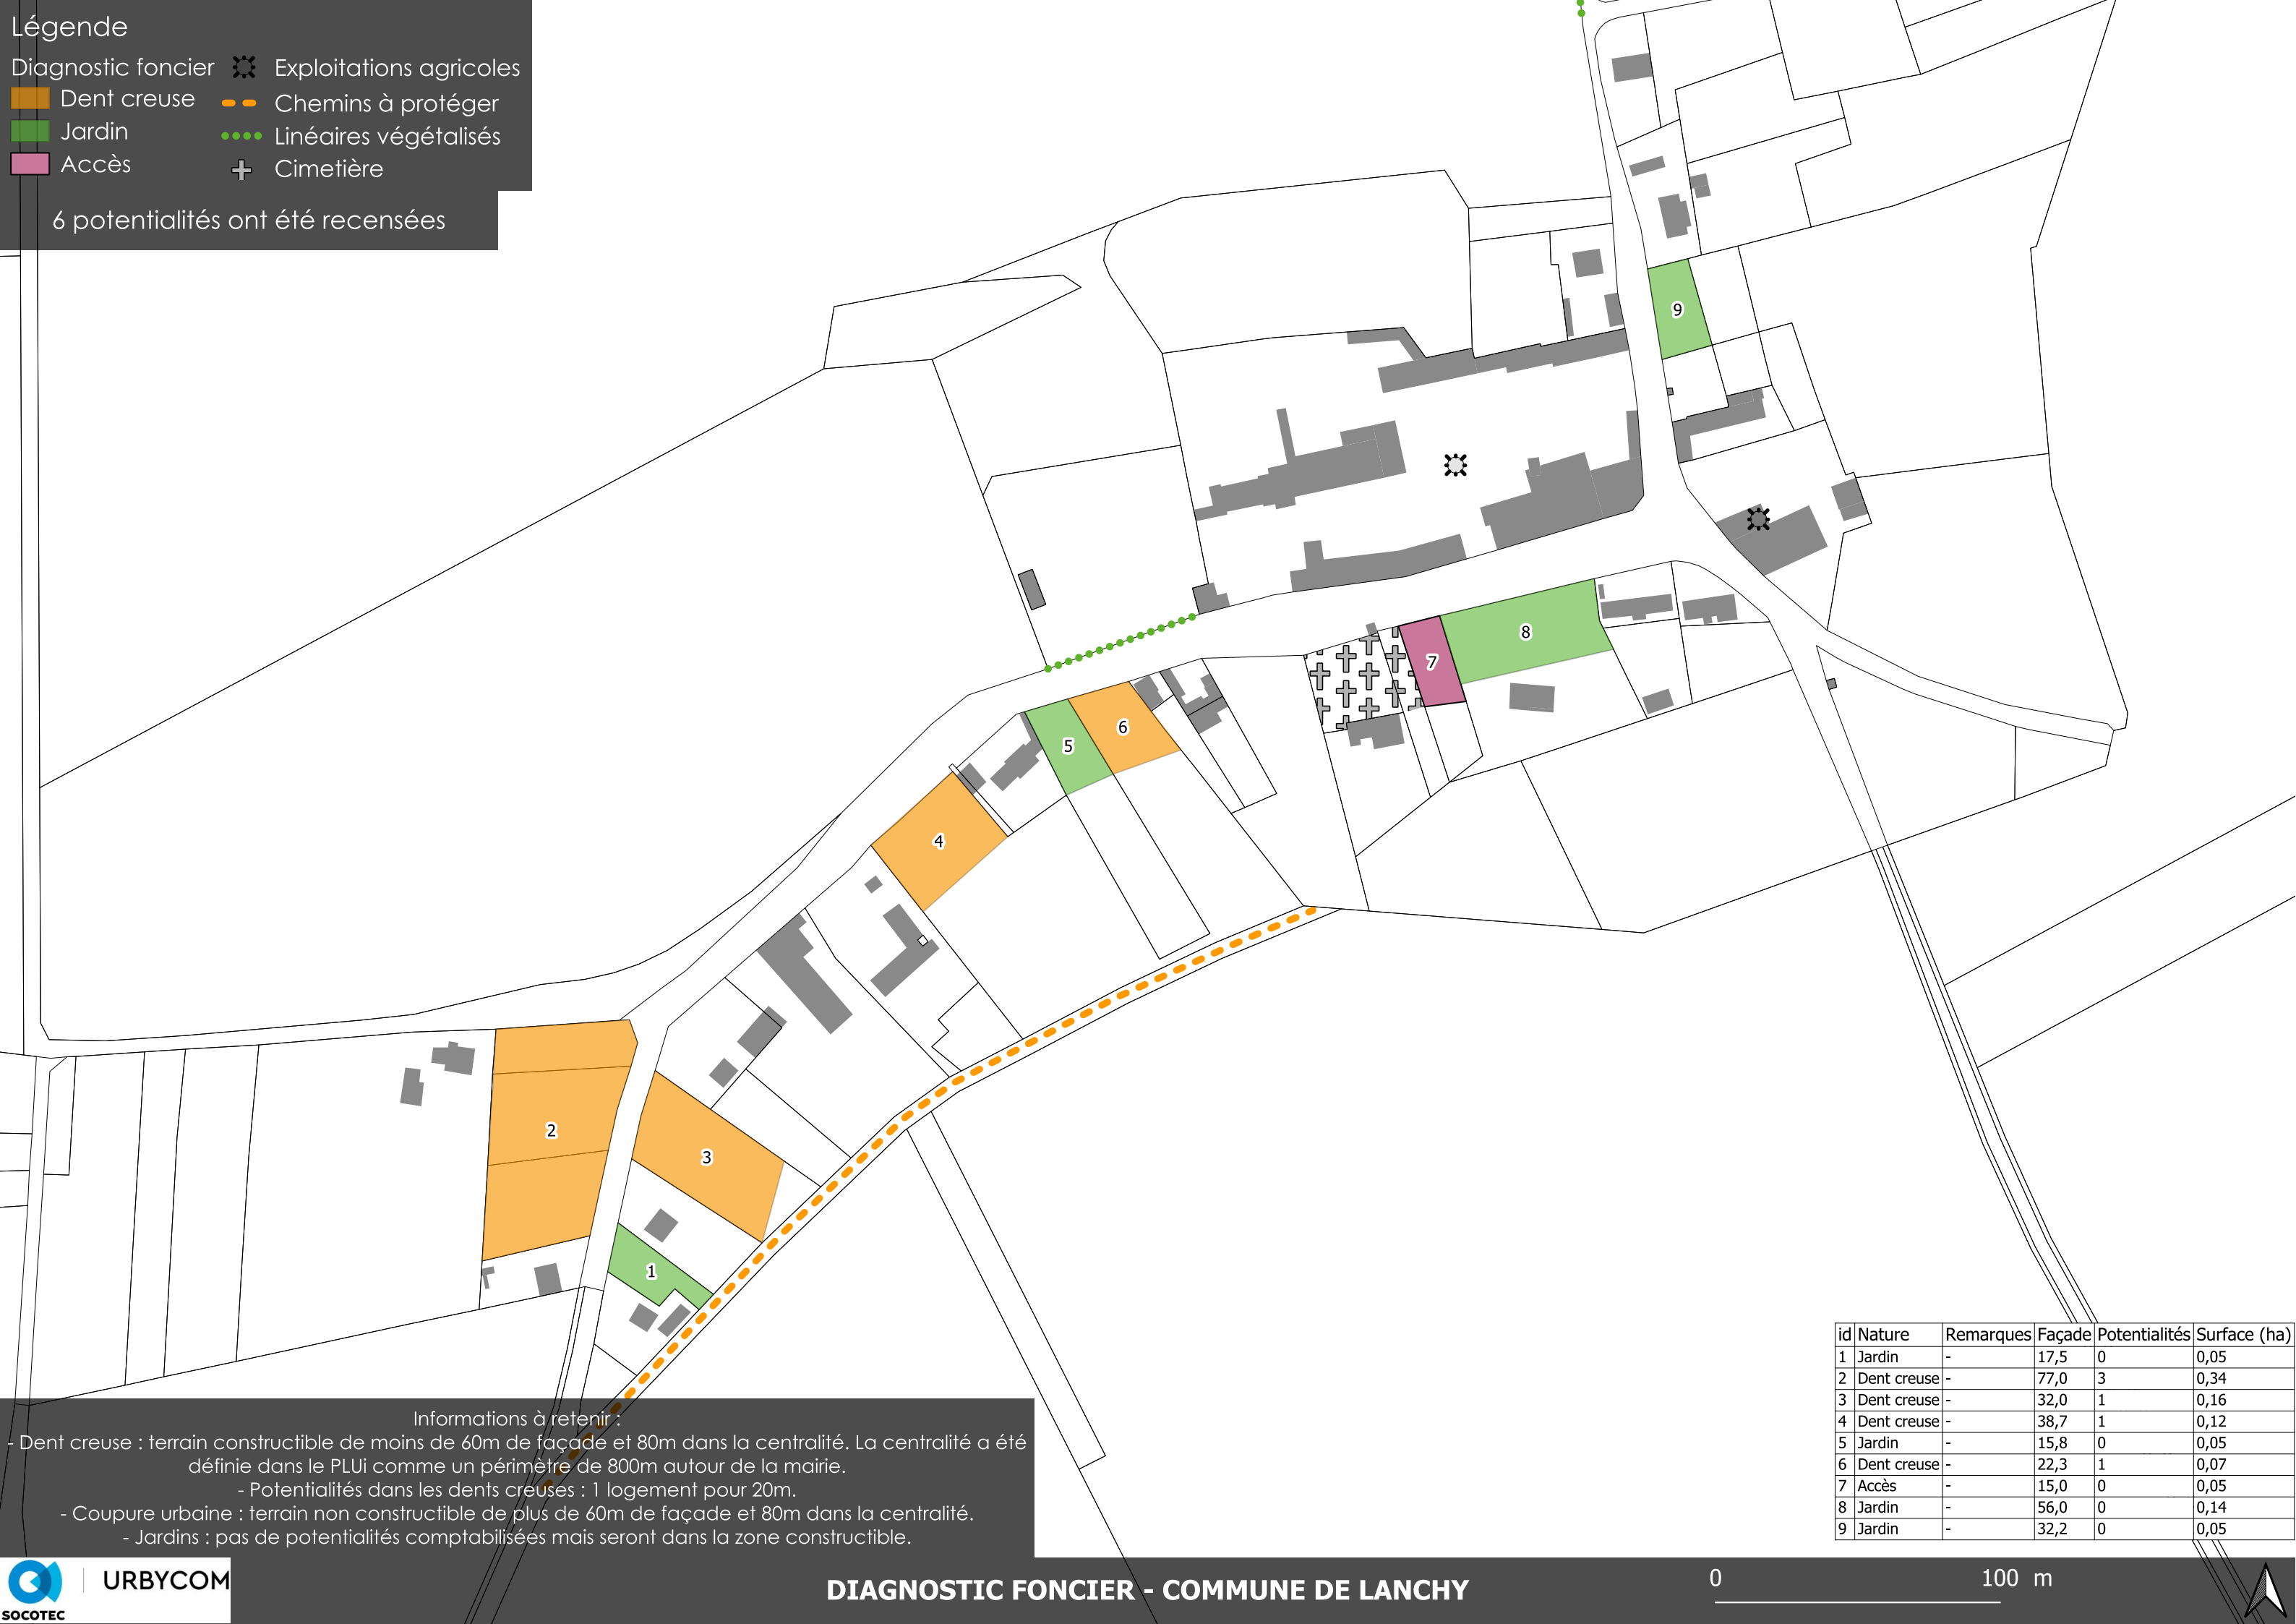 Légende
Diagnostic foncier
Dent creuse
Jardin
Accès
Exploitations agricoles
Chemins à protéger
Linéaires végétalisés
Cimetière
6 potentialités ont été recensées
9
8
7
6
5
4
2
3
1
id Nature Remarques Façade Potentialités Surface (ha)
1 Jardin - 17,5 0 0,05
2 Dent creuse - 77,0 3 0,34
3 Dent creuse - 32,0 1 0,16
4 Dent creuse - 38,7 1 0,12
5 Jardin - 15,8 0 0,05
6 Dent creuse - 22,3 1 0,07
7 Accès - 15,0 0 0,05
8 Jardin - 56,0 0 0,14
9 Jardin - 32,2 0 0,05
Informations à retenir :
- Dent creuse : terrain constructible de moins de 60m de façade et 80m dans la centralité. La centralité a été
définie dans le PLUi comme un périmètre de 800m autour de la mairie.
- Potentialités dans les dents creuses : 1 logement pour 20m.
- Coupure urbaine : terrain non constructible de plus de 60m de façade et 80m dans la centralité.
- Jardins : pas de potentialités comptabilisées mais seront dans la zone constructible.
SOCOTEC
URBYCOM
DIAGNOSTIC FONCIER - COMMUNE DE LANCHY
0 100 m